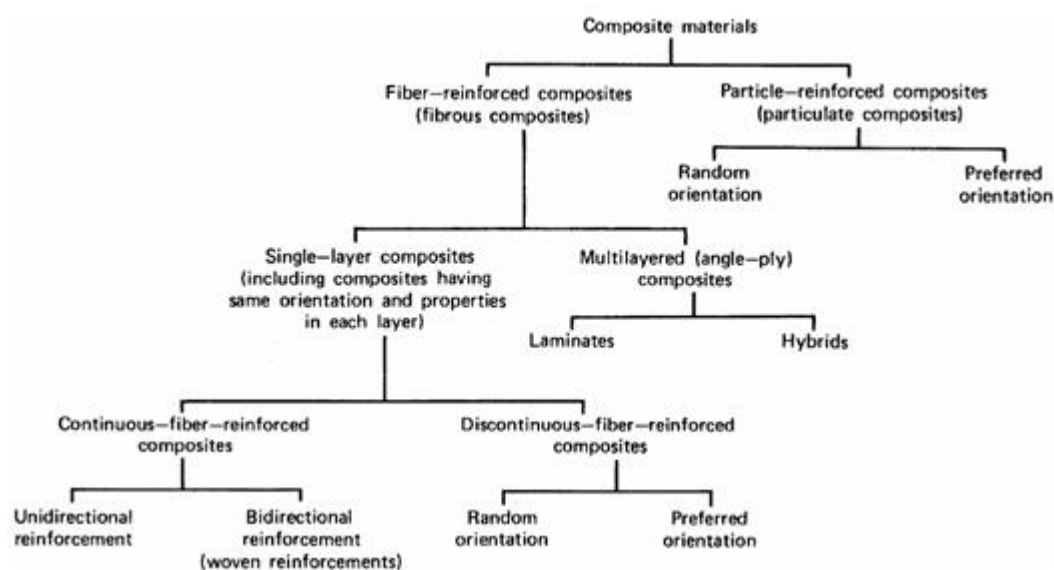 Composite materials
Fiber–reinforced composites
(fibrous composites)
Particle–reinforced composites
(particulate composites)
Random
orientation
Preferred
orientation
Single–layer composites
(including composites having
same orientation and properties
in each layer)
Multilayered (angle–ply)
composites
Laminates
Hybrids
Continuous–fiber–reinforced
composites
Discontinuous–fiber–reinforced
composites
Unidirectional
reinforcement
Bidirectional
reinforcement
(woven reinforcements)
Random
orientation
Preferred
orientation